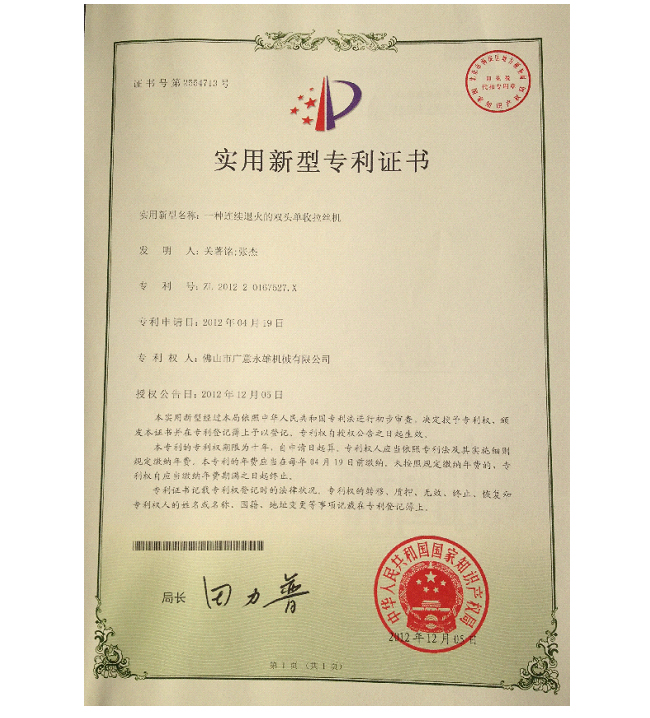 证书号第2554713号
实用新型专利证书
实用新型名称：一种连续退火的双头单收拉丝机
发 明 人：关著铭;张杰
专 利 号：ZL 2012 2 0167527.X
专利申请日：2012年04月19日
专 利 权 人：佛山市广意永雄机械有限公司
授权公告日：2012年12月05日
本实用新型经过本局依照中华人民共和国专利法进行初步审查，决定授予专利权，颁
发本证书并在专利登记簿上予以登记。专利权自授权公告之日起生效。
本专利的专利权期限为十年，自申请日起算。专利权人应当依照专利法及其实施细则
规定缴纳年费。本专利的年费应当在每年04月19日前缴纳。未按照规定缴纳年费的，专
利权自应当缴纳年费期满之日起终止。
专利证书记载专利权登记时的法律状况。专利权的转移、质押、无效、终止、恢复和
专利权人的姓名或名称、国籍、地址变更等事项记载在专利登记簿上。
局长 田力普
中华人民共和国国家知识产权局
2012年12月05日
第1页（共1页）